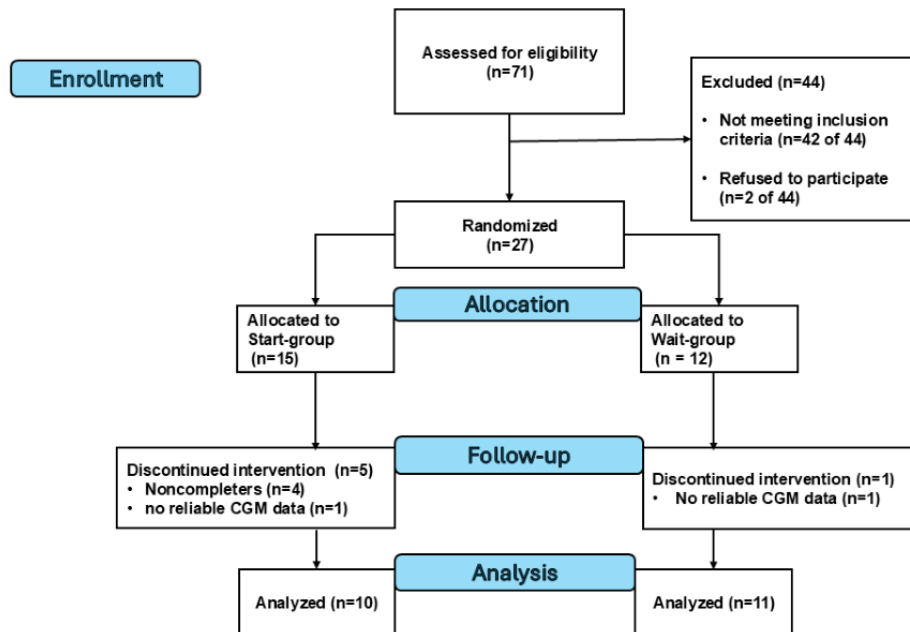 Assessed for eligibility
(n=71)
Enrollment
Excluded (n=44)
• Not meeting inclusion
criteria (n=42 of 44)
• Refused to participate
(n=2 of 44)
Randomized
(n=27)
Allocation
Allocated to
Start-group
(n=15)
Allocated to
Wait-group
(n = 12)
Follow-up
Discontinued intervention (n=5)
• Noncompleters (n=4)
• no reliable CGM data (n=1)
Discontinued intervention (n=1)
• No reliable CGM data (n=1)
Analysis
Analyzed (n=10)
Analyzed (n=11)